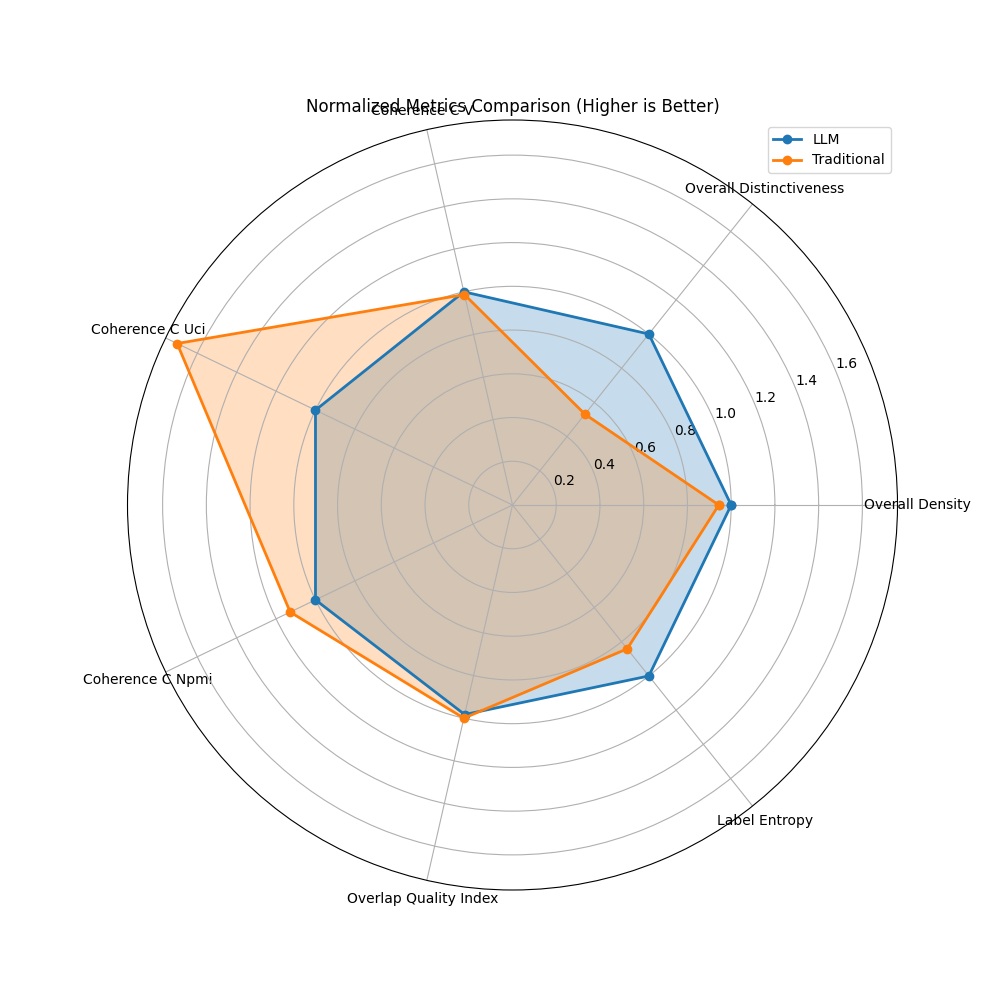 Normalized Metrics Comparison (Higher is Better)
Coherence C V
LLM
Traditional
Overall Distinctiveness
Coherence C Uci
1.6
1.4
1.2
1.0
0.8
0.6
0.4
0.2
Overall Density
Coherence C Npmi
Label Entropy
Overlap Quality Index